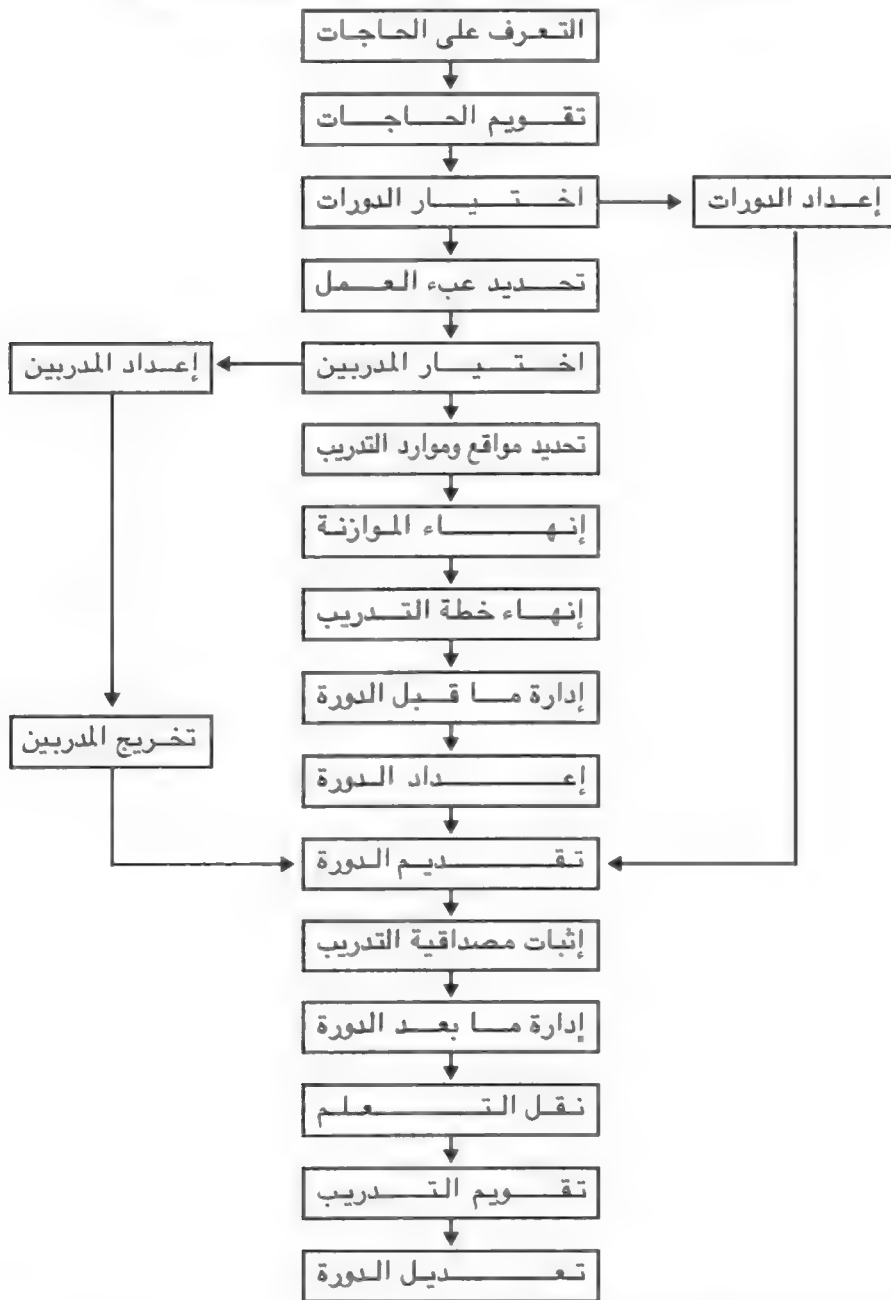 التعرف على الحاجات
تقويم الحاجات
اختيار الدورات
إعداد الدورات
تحديد عبء العمل
اختيار المدربين
إعداد المدربين
تحديد مواقع وموارد التدريب
إنهاء الموازنة
إنهاء خطة التدريب
إدارة ما قبل الدورة
تخريج المدربين
إعداد الدورة
تقديم الدورة
إثبات مصداقية التدريب
إدارة ما بعد الدورة
نقل التعلم
تقويم التدريب
تعديل الدورة